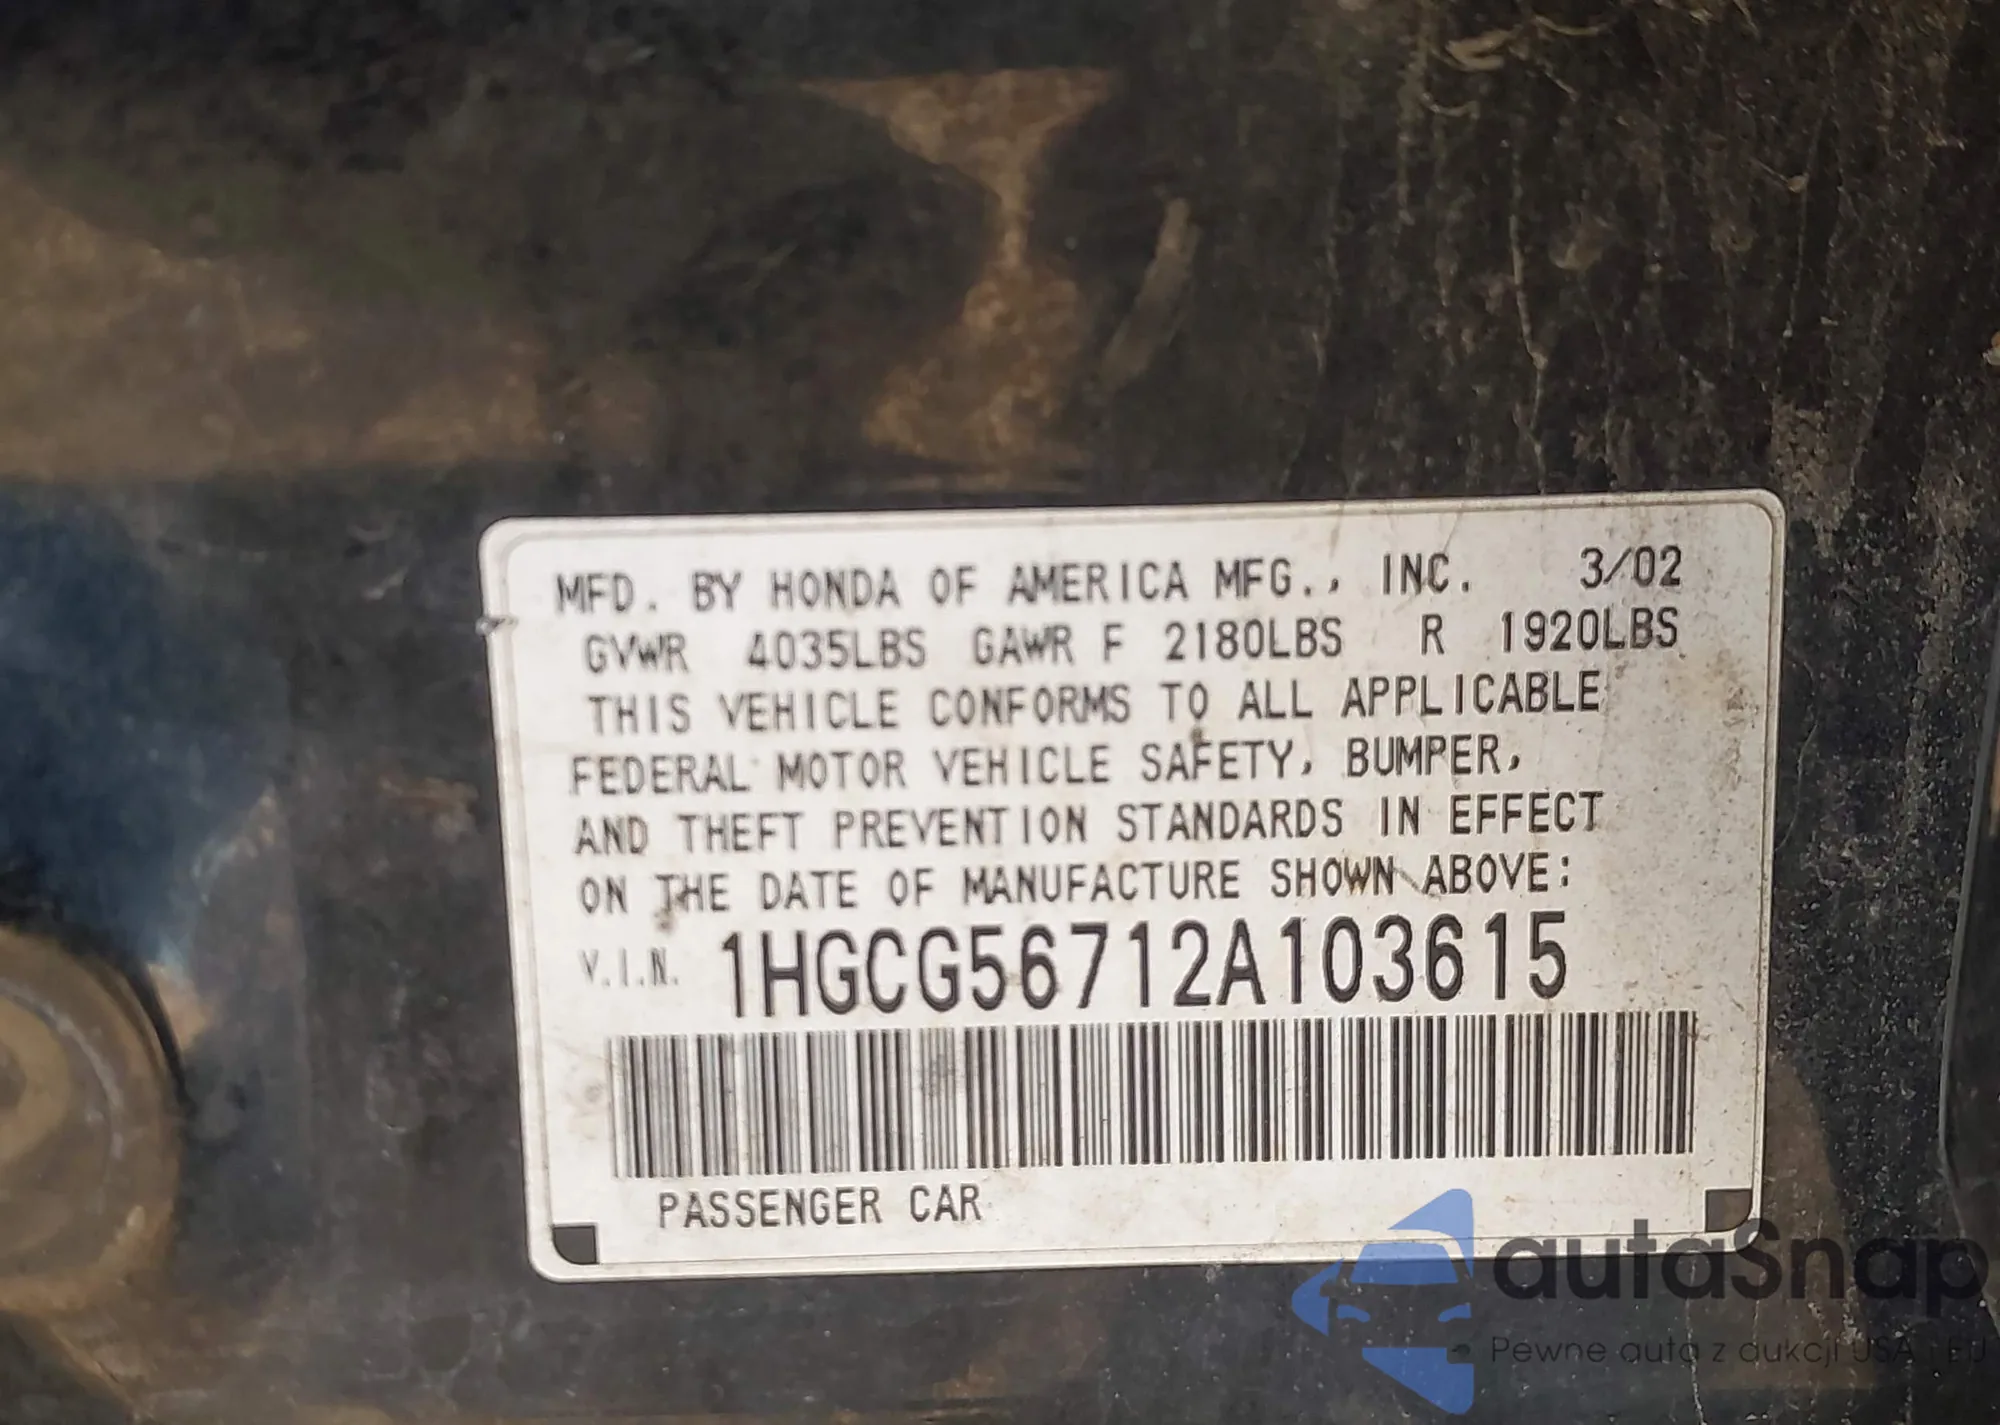 MFD. BY HONDA OF AMERICA MFG., INC. 3/02
GVWR 4035LBS GAWR F 2180LBS R 1920LBS
THIS VEHICLE CONFORMS TO ALL APPLICABLE
FEDERAL MOTOR VEHICLE SAFETY, BUMPER,
AND THEFT PREVENTION STANDARDS IN EFFECT
ON THE DATE OF MANUFACTURE SHOWN ABOVE:
V.I.N. 1HGCG56712A103615
PASSENGER CAR
autaSnap
Pewne auta z aukcji USA i EU